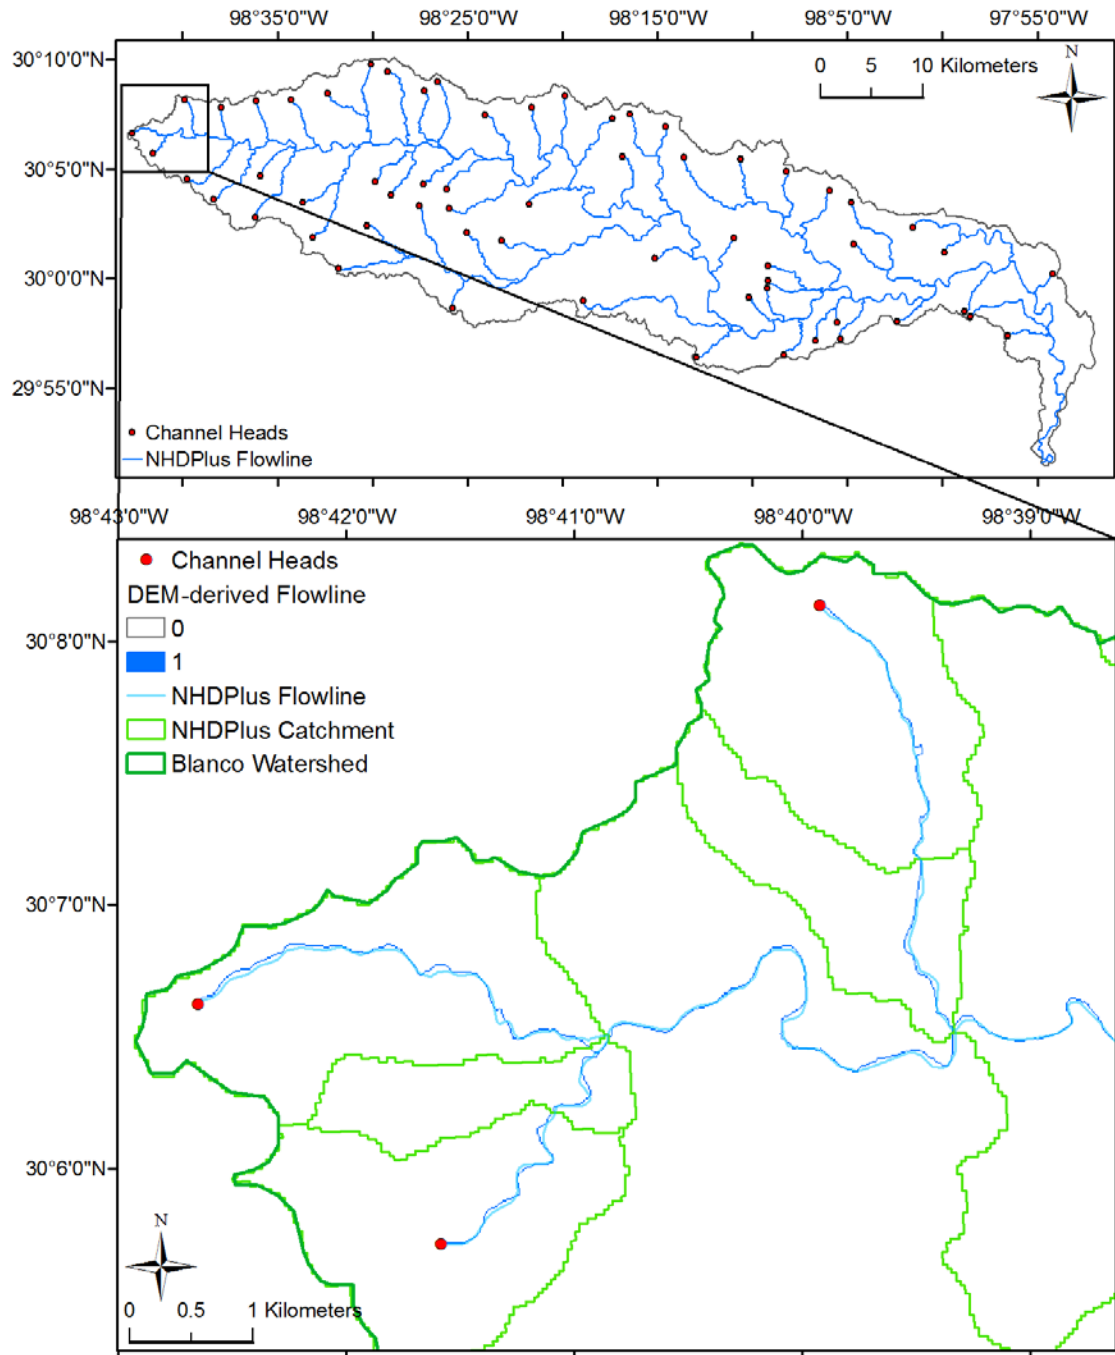 98°35'0"W 98°25'0"W 98°15'0"W 98°5'0"W 97°55'0"W
30°10'0"N
0 5 10 Kilometers
N
30°5'0"N
30°0'0"N
29°55'0"N
Channel Heads
NHDPlus Flowline
98°43'0"W 98°42'0"W 98°41'0"W 98°40'0"W 98°39'0"W
Channel Heads
DEM-derived Flowline
0
1
NHDPlus Flowline
NHDPlus Catchment
Blanco Watershed
30°8'0"N
30°7'0"N
30°6'0"N
N
0 0.5 1 Kilometers